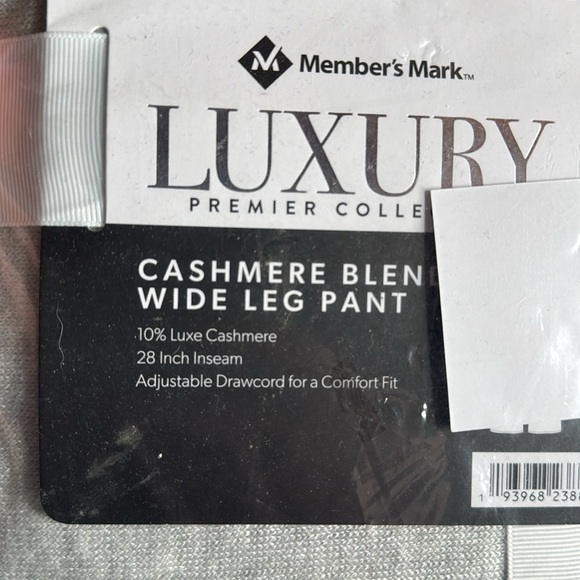 Member's Mark™
LUXURY
PREMIER COLLE
CASHMERE BLEN
WIDE LEG PANT
10% Luxe Cashmere
28 Inch Inseam
Adjustable Drawcord for a Comfort Fit
1 93968 238